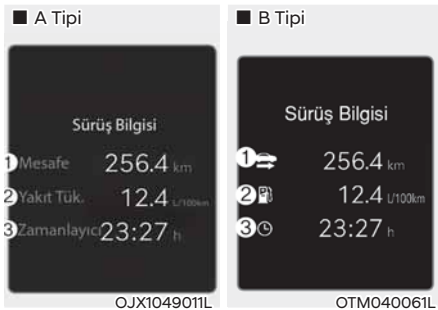 ■ A Tipi
Sürüş Bilgisi
1 Mesafe 256.4 km
2 Yakıt Tük. 12.4 L/100km
3 Zamanlayıcı 23:27 h
OJX1049011L
■ B Tipi
Sürüş Bilgisi
1 256.4 km
2 12.4 L/100km
3 23:27 h
OTM040061L